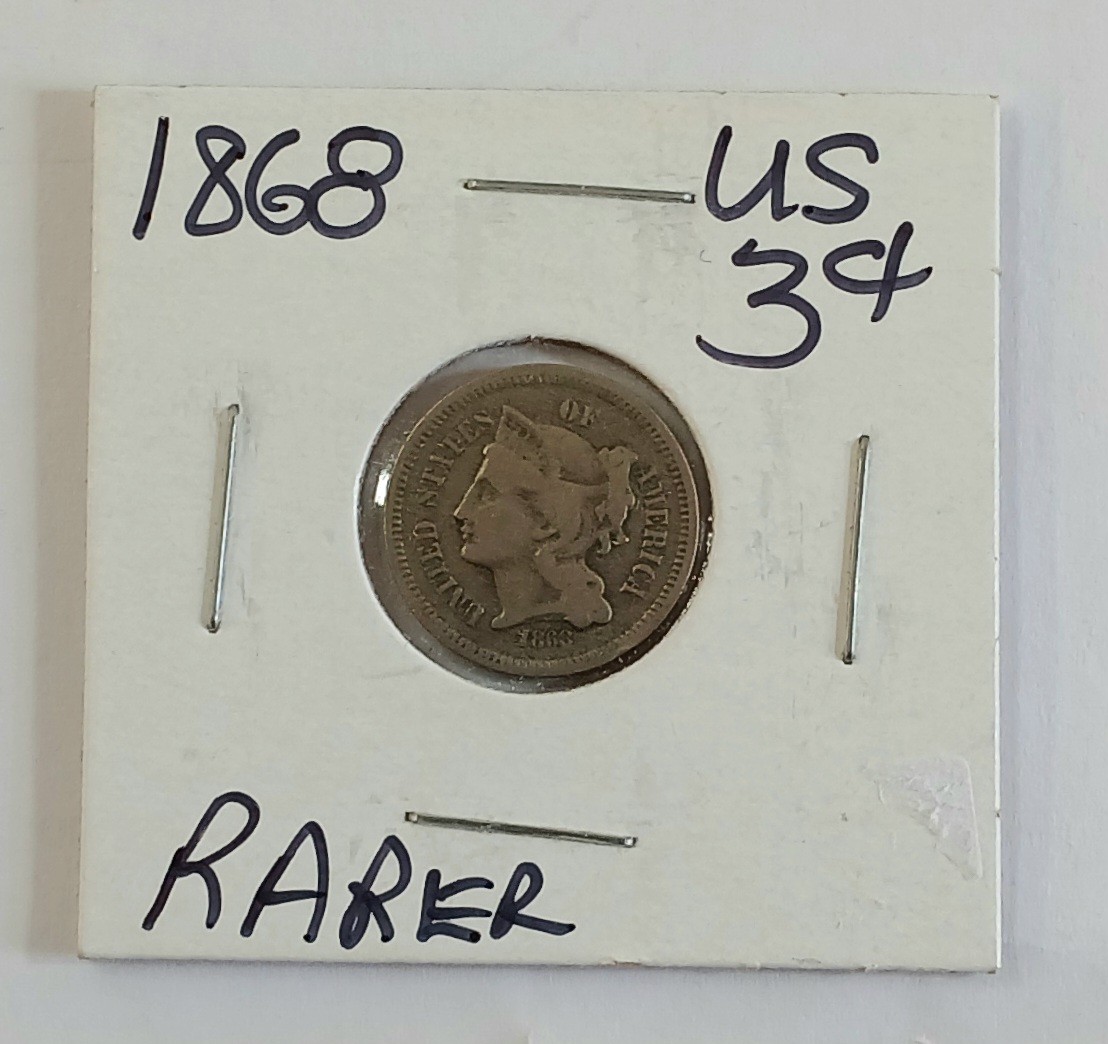 1868
US
3¢
UNITED STATES OF AMERICA
1868
RARER